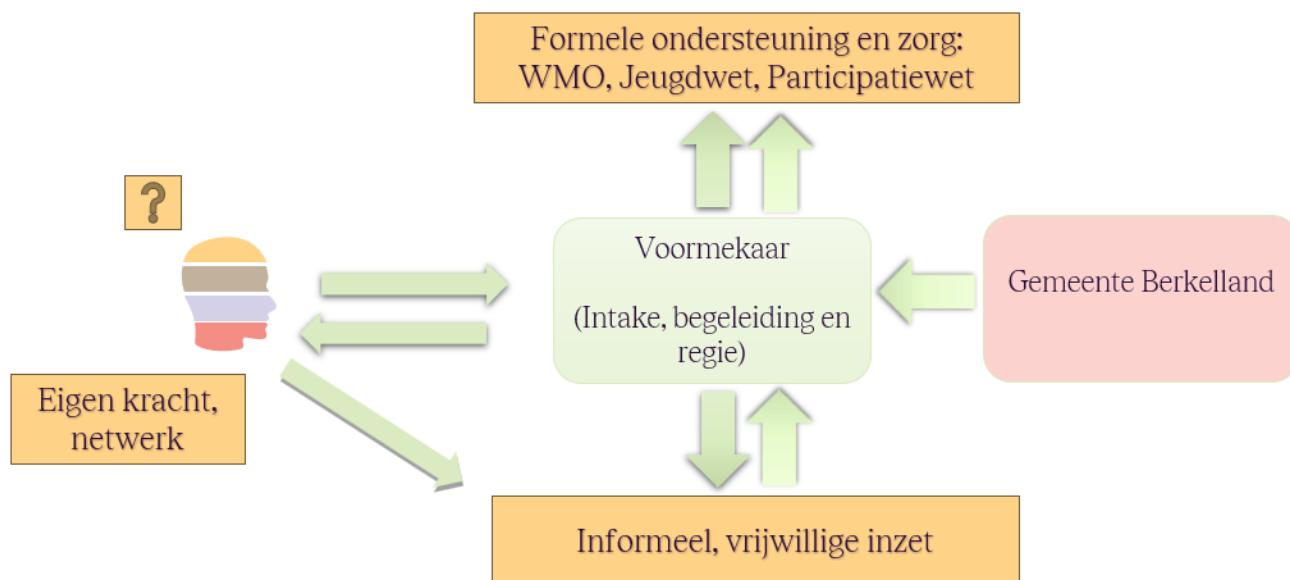 Formele ondersteuning en zorg:
WMO, Jeugdwet, Participatiewet
?
Voormekaar
(Intake, begeleiding en
regie)
Gemeente Berkelland
Eigen kracht,
netwerk
Informeel, vrijwillige inzet